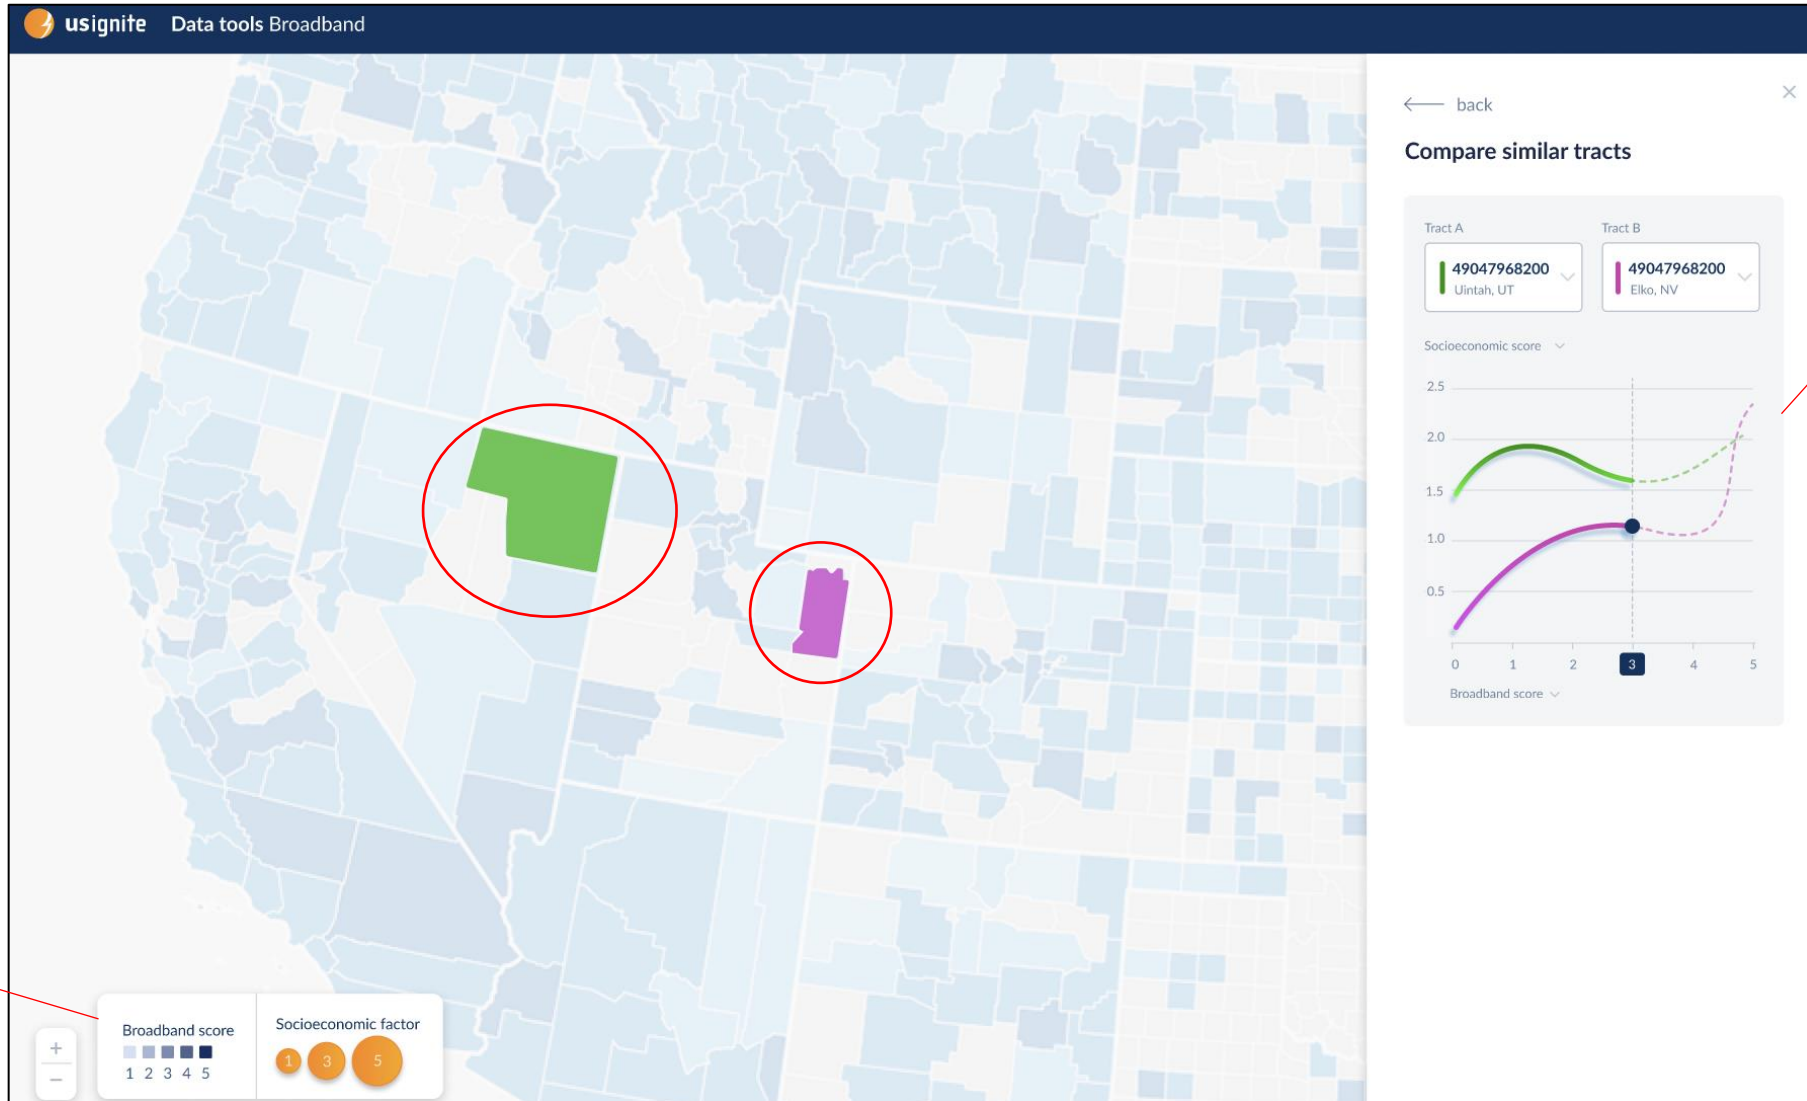 usignite Data tools Broadband
back
×
Compare similar tracts
Tract A
Tract B
49047968200
Uintah, UT
49047968200
Elko, NV
Socioeconomic score
2.5
2.0
1.5
1.0
0.5
0 1 2 3 4 5
Broadband score
Broadband score
1 2 3 4 5
Socioeconomic factor
1 3 5
+
−